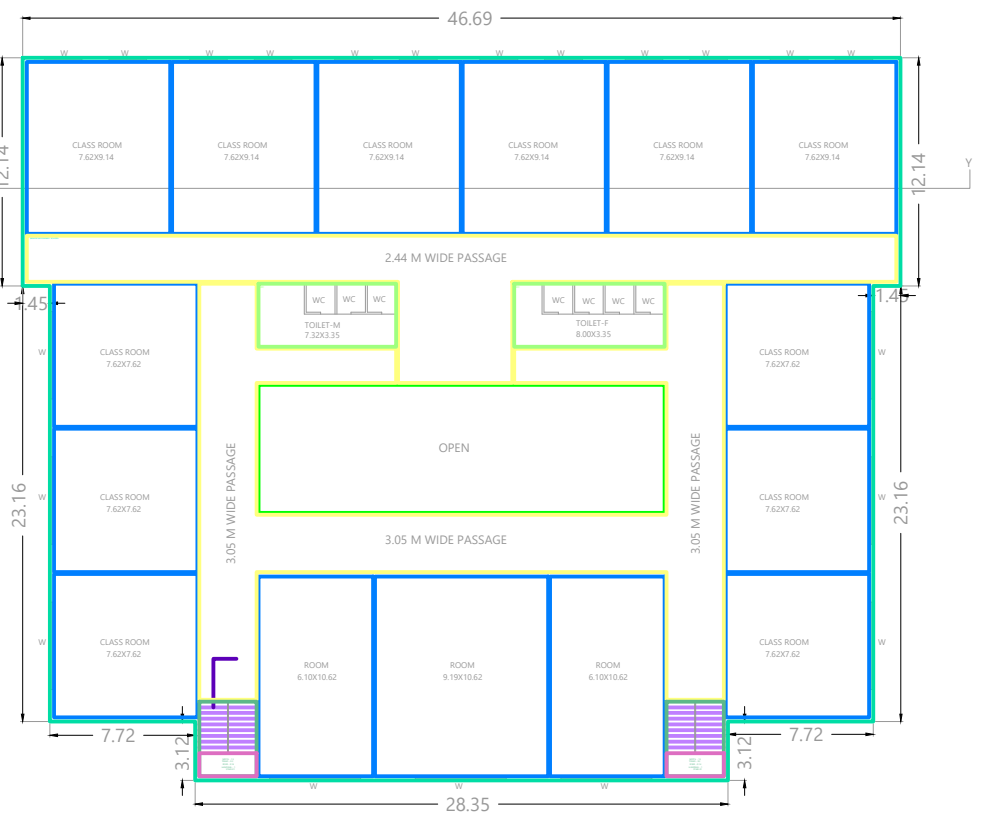 46.69
W W W W W W W W W W W W
12.14
CLASS ROOM
7.62X9.14
CLASS ROOM
7.62X9.14
CLASS ROOM
7.62X9.14
CLASS ROOM
7.62X9.14
CLASS ROOM
7.62X9.14
CLASS ROOM
7.62X9.14
12.14
Y
2.44 M WIDE PASSAGE
1.45
WC WC WC
TOILET-M
7.32X3.35
WC WC WC WC
TOILET-F
8.00X3.35
1.45
W
CLASS ROOM
7.62X7.62
CLASS ROOM
7.62X7.62
W
OPEN
23.16
W
CLASS ROOM
7.62X7.62
3.05 M WIDE PASSAGE
3.05 M WIDE PASSAGE
CLASS ROOM
7.62X7.62
W
23.16
3.05 M WIDE PASSAGE
W
CLASS ROOM
7.62X7.62
ROOM
6.10X10.62
ROOM
9.19X10.62
ROOM
6.10X10.62
CLASS ROOM
7.62X7.62
W
7.72
3.12
3.12
7.72
W W W
28.35